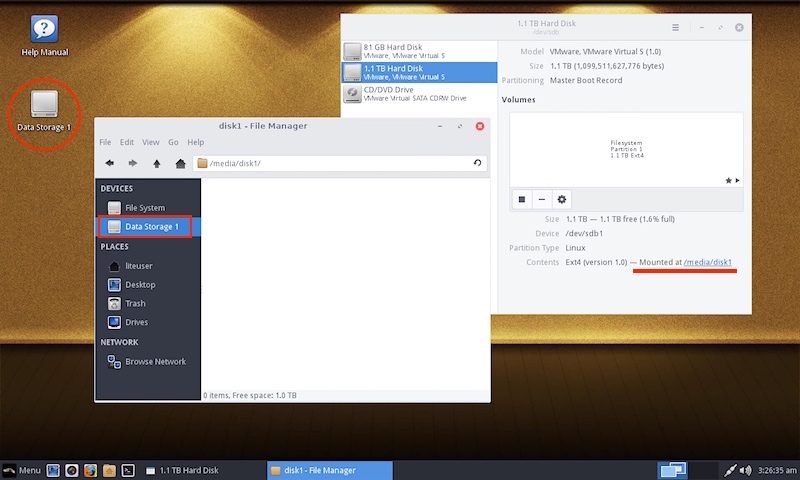 Help Manual
Data Storage 1
1.1 TB Hard Disk
/dev/sdb
81 GB Hard Disk
VMware, VMware Virtual S
1.1 TB Hard Disk
VMware, VMware Virtual S
CD/DVD Drive
VMware Virtual SATA CDRW Drive
Model VMware, VMware Virtual S (1.0)
Size 1.1 TB (1,099,511,627,776 bytes)
Partitioning Master Boot Record
Volumes
Filesystem
Partition 1
1.1 TB Ext4
Size 1.1 TB — 1.1 TB free (1.6% full)
Device /dev/sdb1
Partition Type Linux
Contents Ext4 (version 1.0) — Mounted at /media/disk1
disk1 - File Manager
File Edit View Go Help
/media/disk1/
DEVICES
File System
Data Storage 1
PLACES
liteuser
Desktop
Trash
Drives
NETWORK
Browse Network
0 items, Free space: 1.0 TB
Menu
1.1 TB Hard Disk
disk1 - File Manager
3:26:35 am